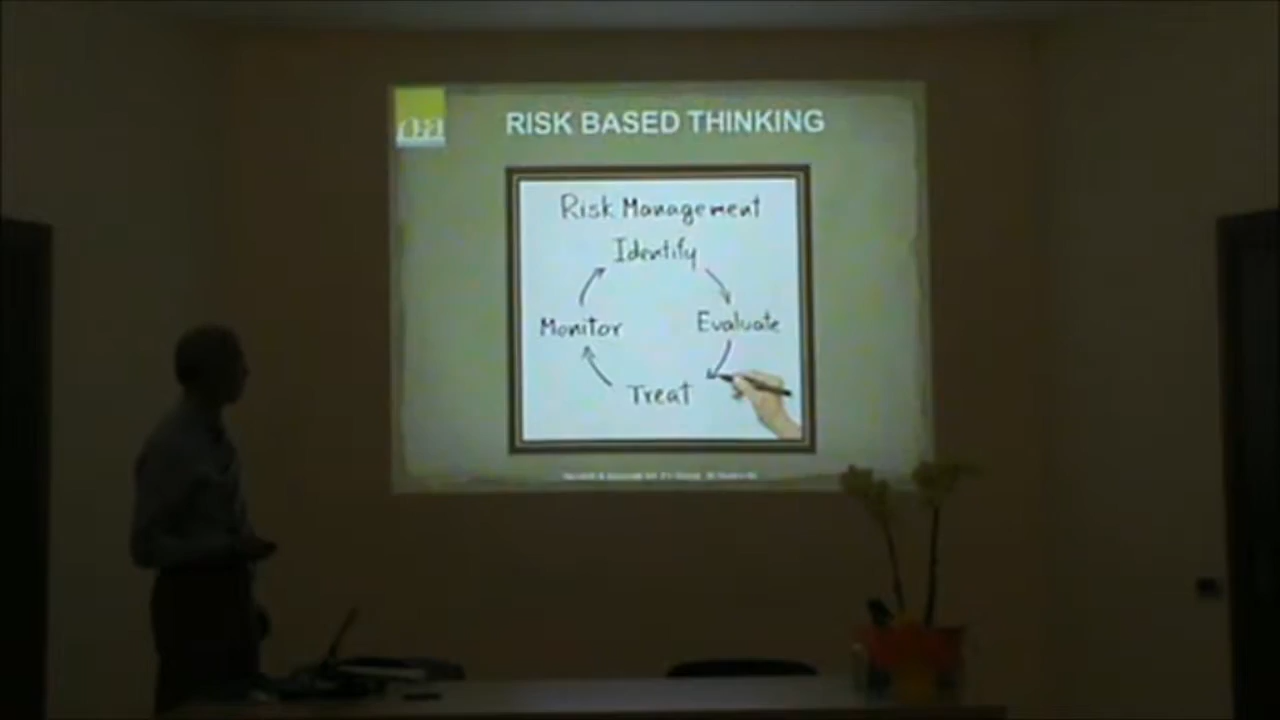 RISK BASED THINKING
Risk Management
Identify
Monitor
Evaluate
Treat